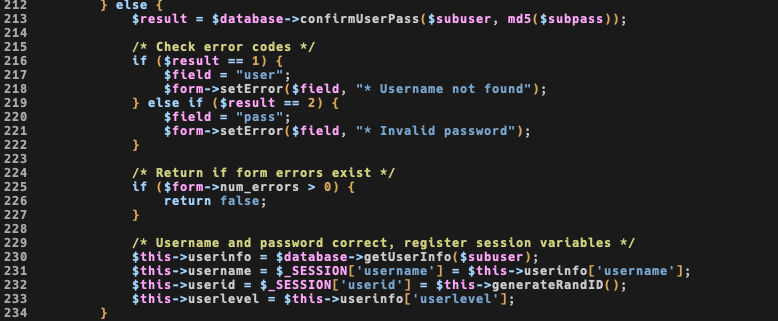 212         } else {
213             $result = $database->confirmUserPass($subuser, md5($subpass));
214
215             /* Check error codes */
216             if ($result == 1) {
217                 $field = "user";
218                 $form->setError($field, "* Username not found");
219             } else if ($result == 2) {
220                 $field = "pass";
221                 $form->setError($field, "* Invalid password");
222             }
223
224             /* Return if form errors exist */
225             if ($form->num_errors > 0) {
226                 return false;
227             }
228
229             /* Username and password correct, register session variables */
230             $this->userinfo = $database->getUserInfo($subuser);
231             $this->username = $_SESSION['username'] = $this->userinfo['username'];
232             $this->userid = $_SESSION['userid'] = $this->generateRandID();
233             $this->userlevel = $this->userinfo['userlevel'];
234         }